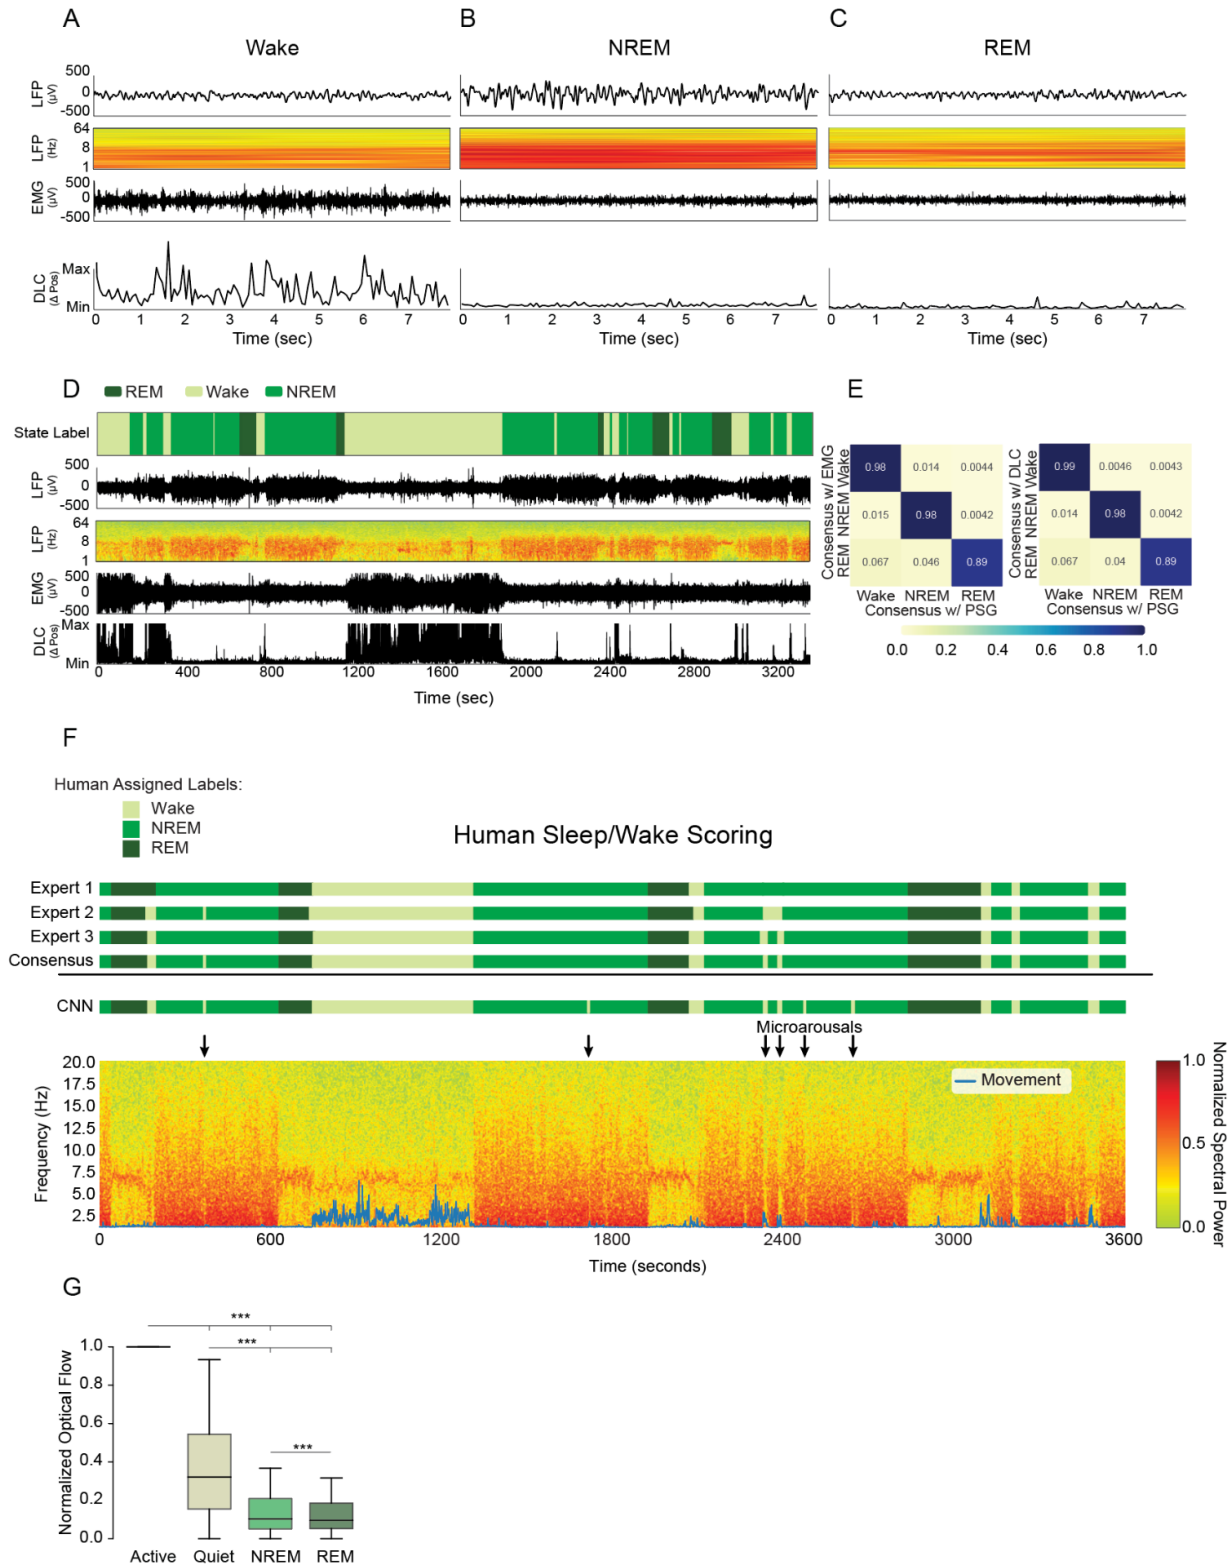 A
B
C
Wake
NREM
REM
LFP (µV)
500
0
-500
LFP (Hz)
64
8
1
EMG (µV)
500
0
-500
DLC (Δ Pos)
Max
Min
0 1 2 3 4 5 6 7
0 1 2 3 4 5 6 7
0 1 2 3 4 5 6 7
Time (sec)
Time (sec)
Time (sec)
D
REM Wake NREM
State Label
LFP (µV)
500
0
-500
LFP (Hz)
64
8
1
EMG (µV)
500
0
-500
DLC (Δ Pos)
Max
Min
0 400 800 1200 1600 2000 2400 2800 3200
Time (sec)
E
Consensus w/ EMG
REM NREM Wake
0.98 0.014 0.0044
0.015 0.98 0.0042
0.067 0.046 0.89
Wake NREM REM
Consensus w/ PSG
Consensus w/ DLC
REM NREM Wake
0.99 0.0046 0.0043
0.014 0.98 0.0042
0.067 0.04 0.89
Wake NREM REM
Consensus w/ PSG
0.0 0.2 0.4 0.6 0.8 1.0
F
Human Assigned Labels:
Wake
NREM
REM
Human Sleep/Wake Scoring
Expert 1
Expert 2
Expert 3
Consensus
CNN
Microarousals
Movement
Frequency (Hz)
20.0
17.5
15.0
12.5
10.0
7.5
5.0
2.5
0 600 1200 1800 2400 3000 3600
Time (seconds)
1.0
0.5
0.0
Normalized Spectral Power
G
***
***
***
Normalized Optical Flow
1.0
0.8
0.6
0.4
0.2
0.0
Active Quiet NREM REM